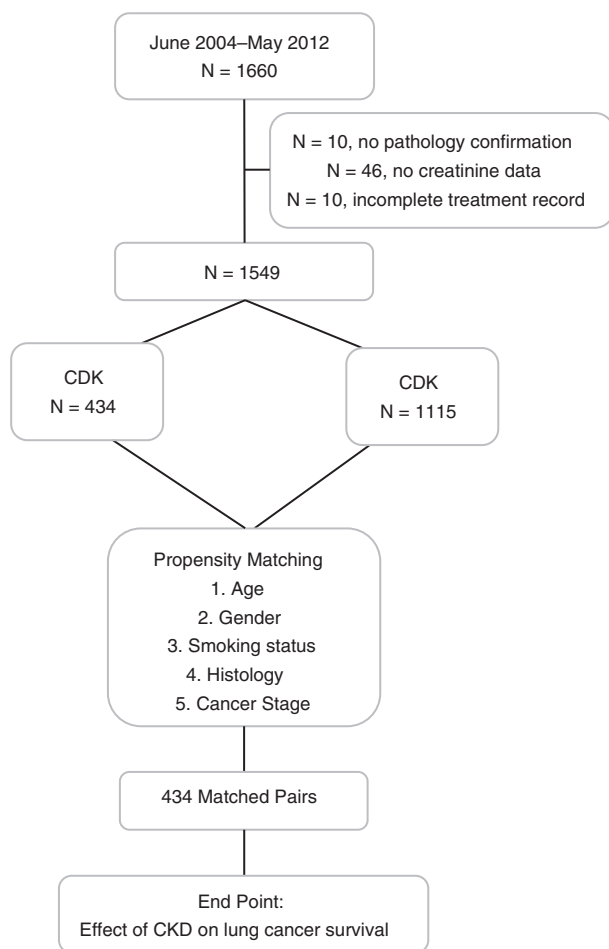 June 2004–May 2012
N = 1660
N = 10, no pathology confirmation
N = 46, no creatinine data
N = 10, incomplete treatment record
N = 1549
CDK
N = 434
CDK
N = 1115
Propensity Matching
1. Age
2. Gender
3. Smoking status
4. Histology
5. Cancer Stage
434 Matched Pairs
End Point:
Effect of CKD on lung cancer survival